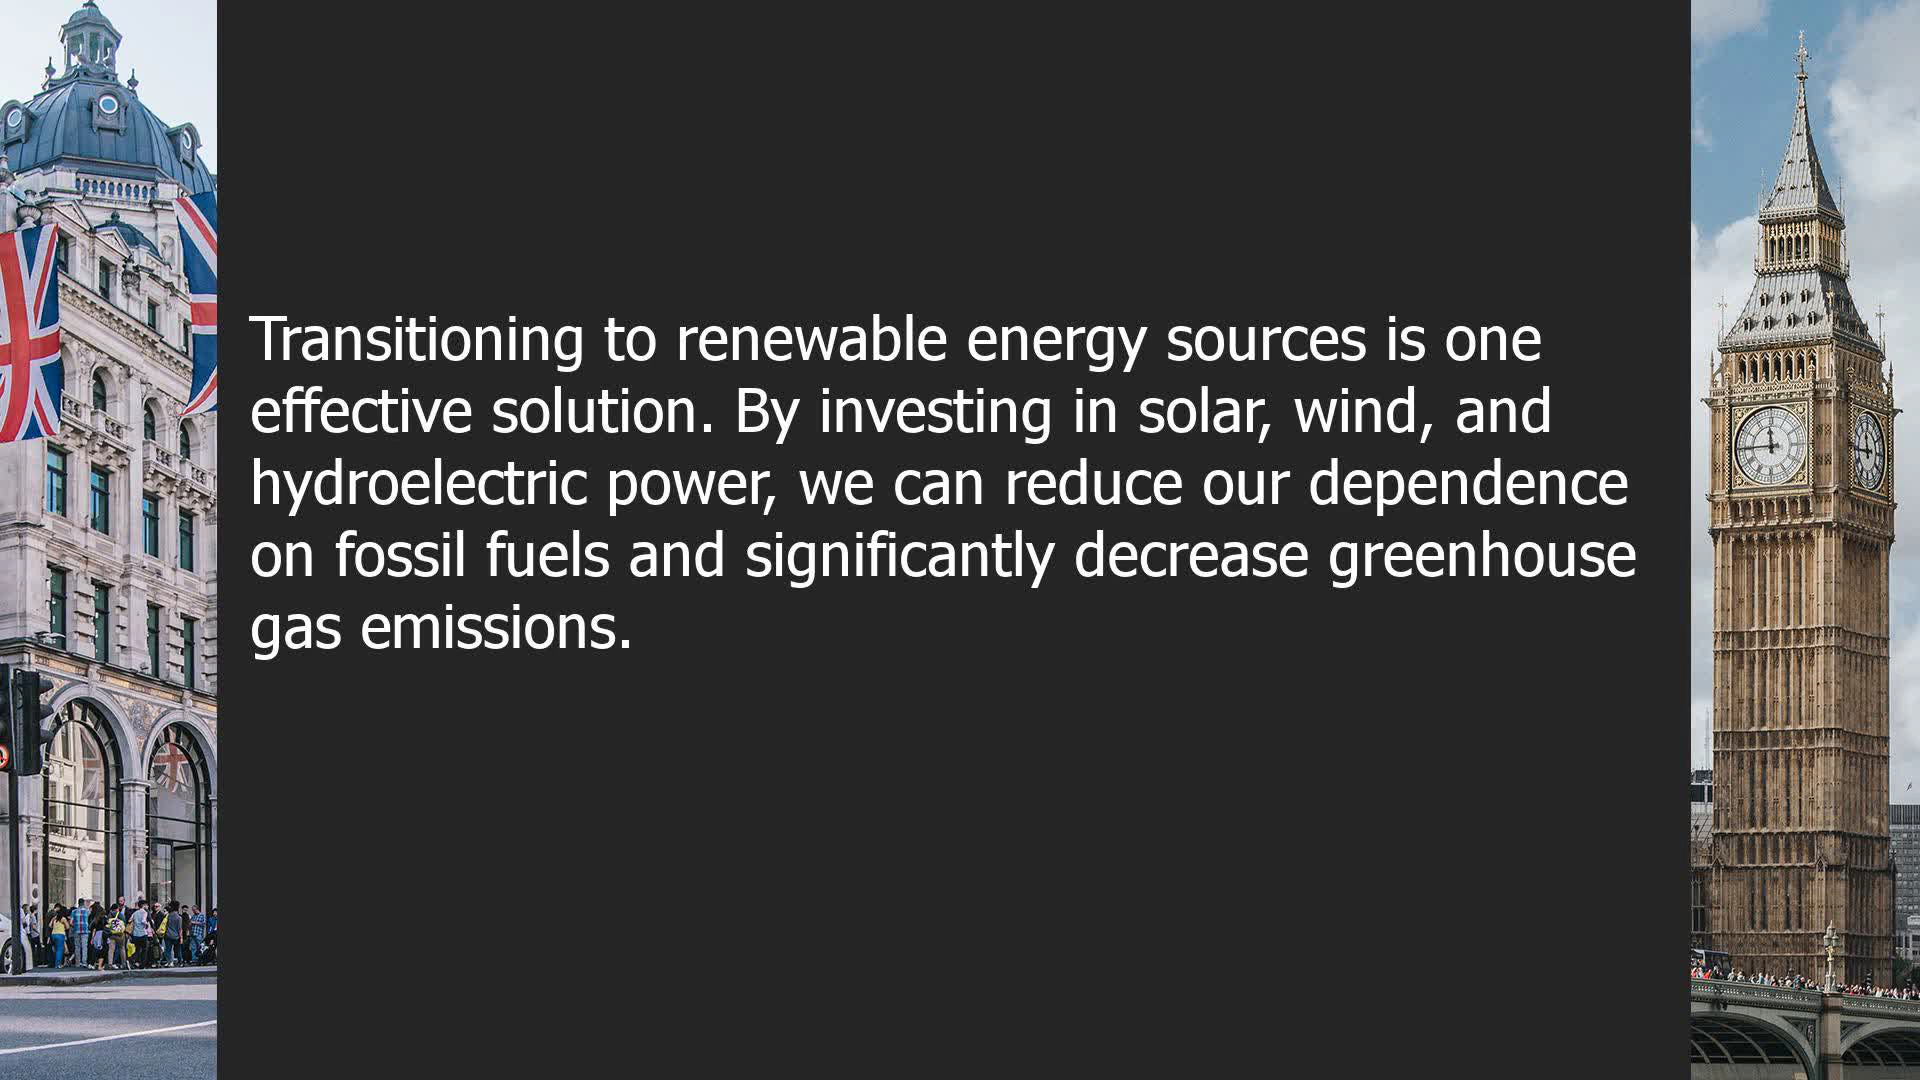 Transitioning to renewable energy sources is one
effective solution. By investing in solar, wind, and
hydroelectric power, we can reduce our dependence
on fossil fuels and significantly decrease greenhouse
gas emissions.